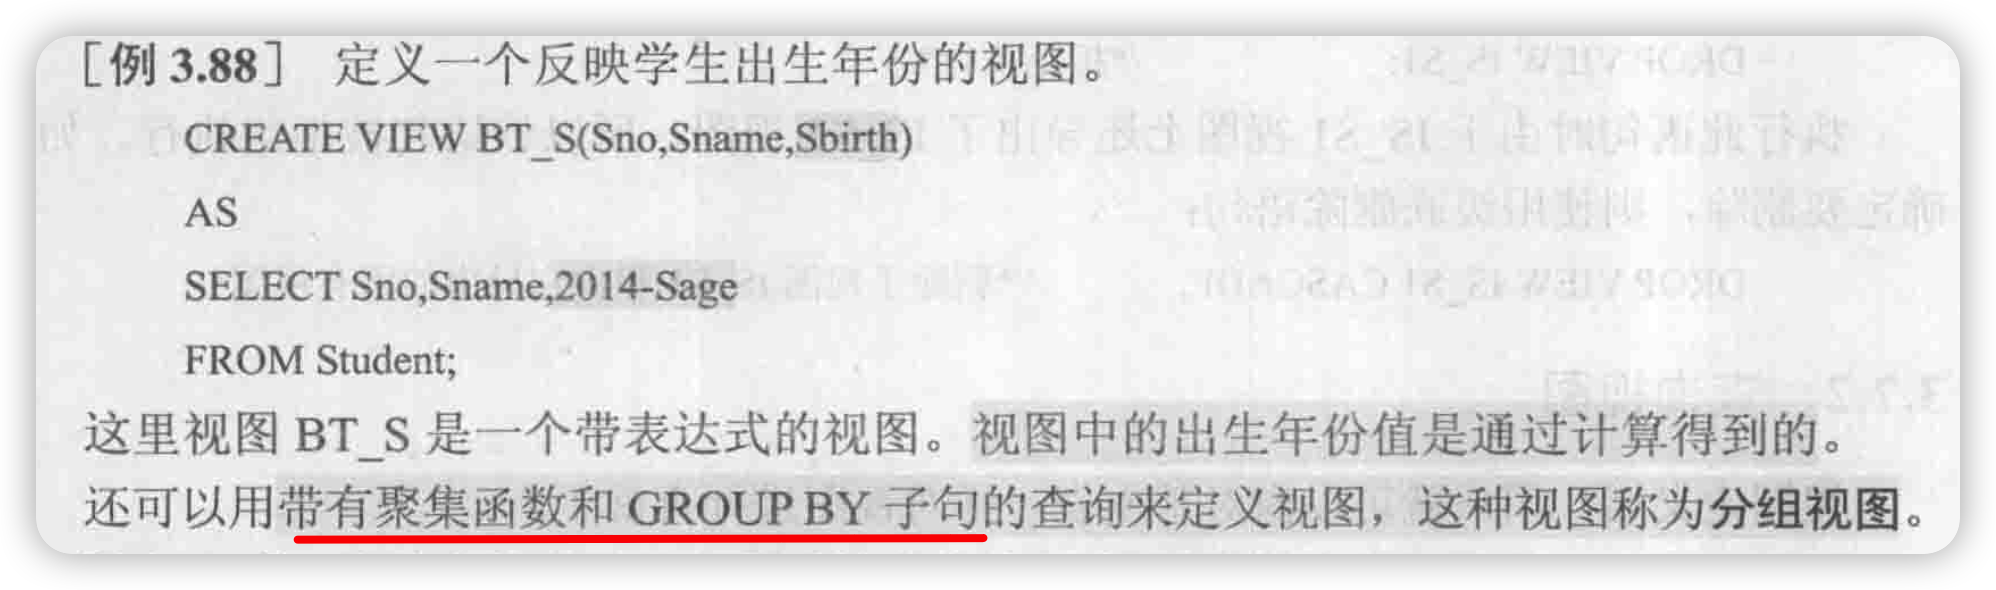 [例 3.88] 定义一个反映学生出生年份的视图。
CREATE VIEW BT_S(Sno,Sname,Sbirth)
AS
SELECT Sno,Sname,2014-Sage
FROM Student;
这里视图 BT_S 是一个带表达式的视图。视图中的出生年份值是通过计算得到的。
还可以用带有聚集函数和 GROUP BY 子句的查询来定义视图，这种视图称为分组视图。